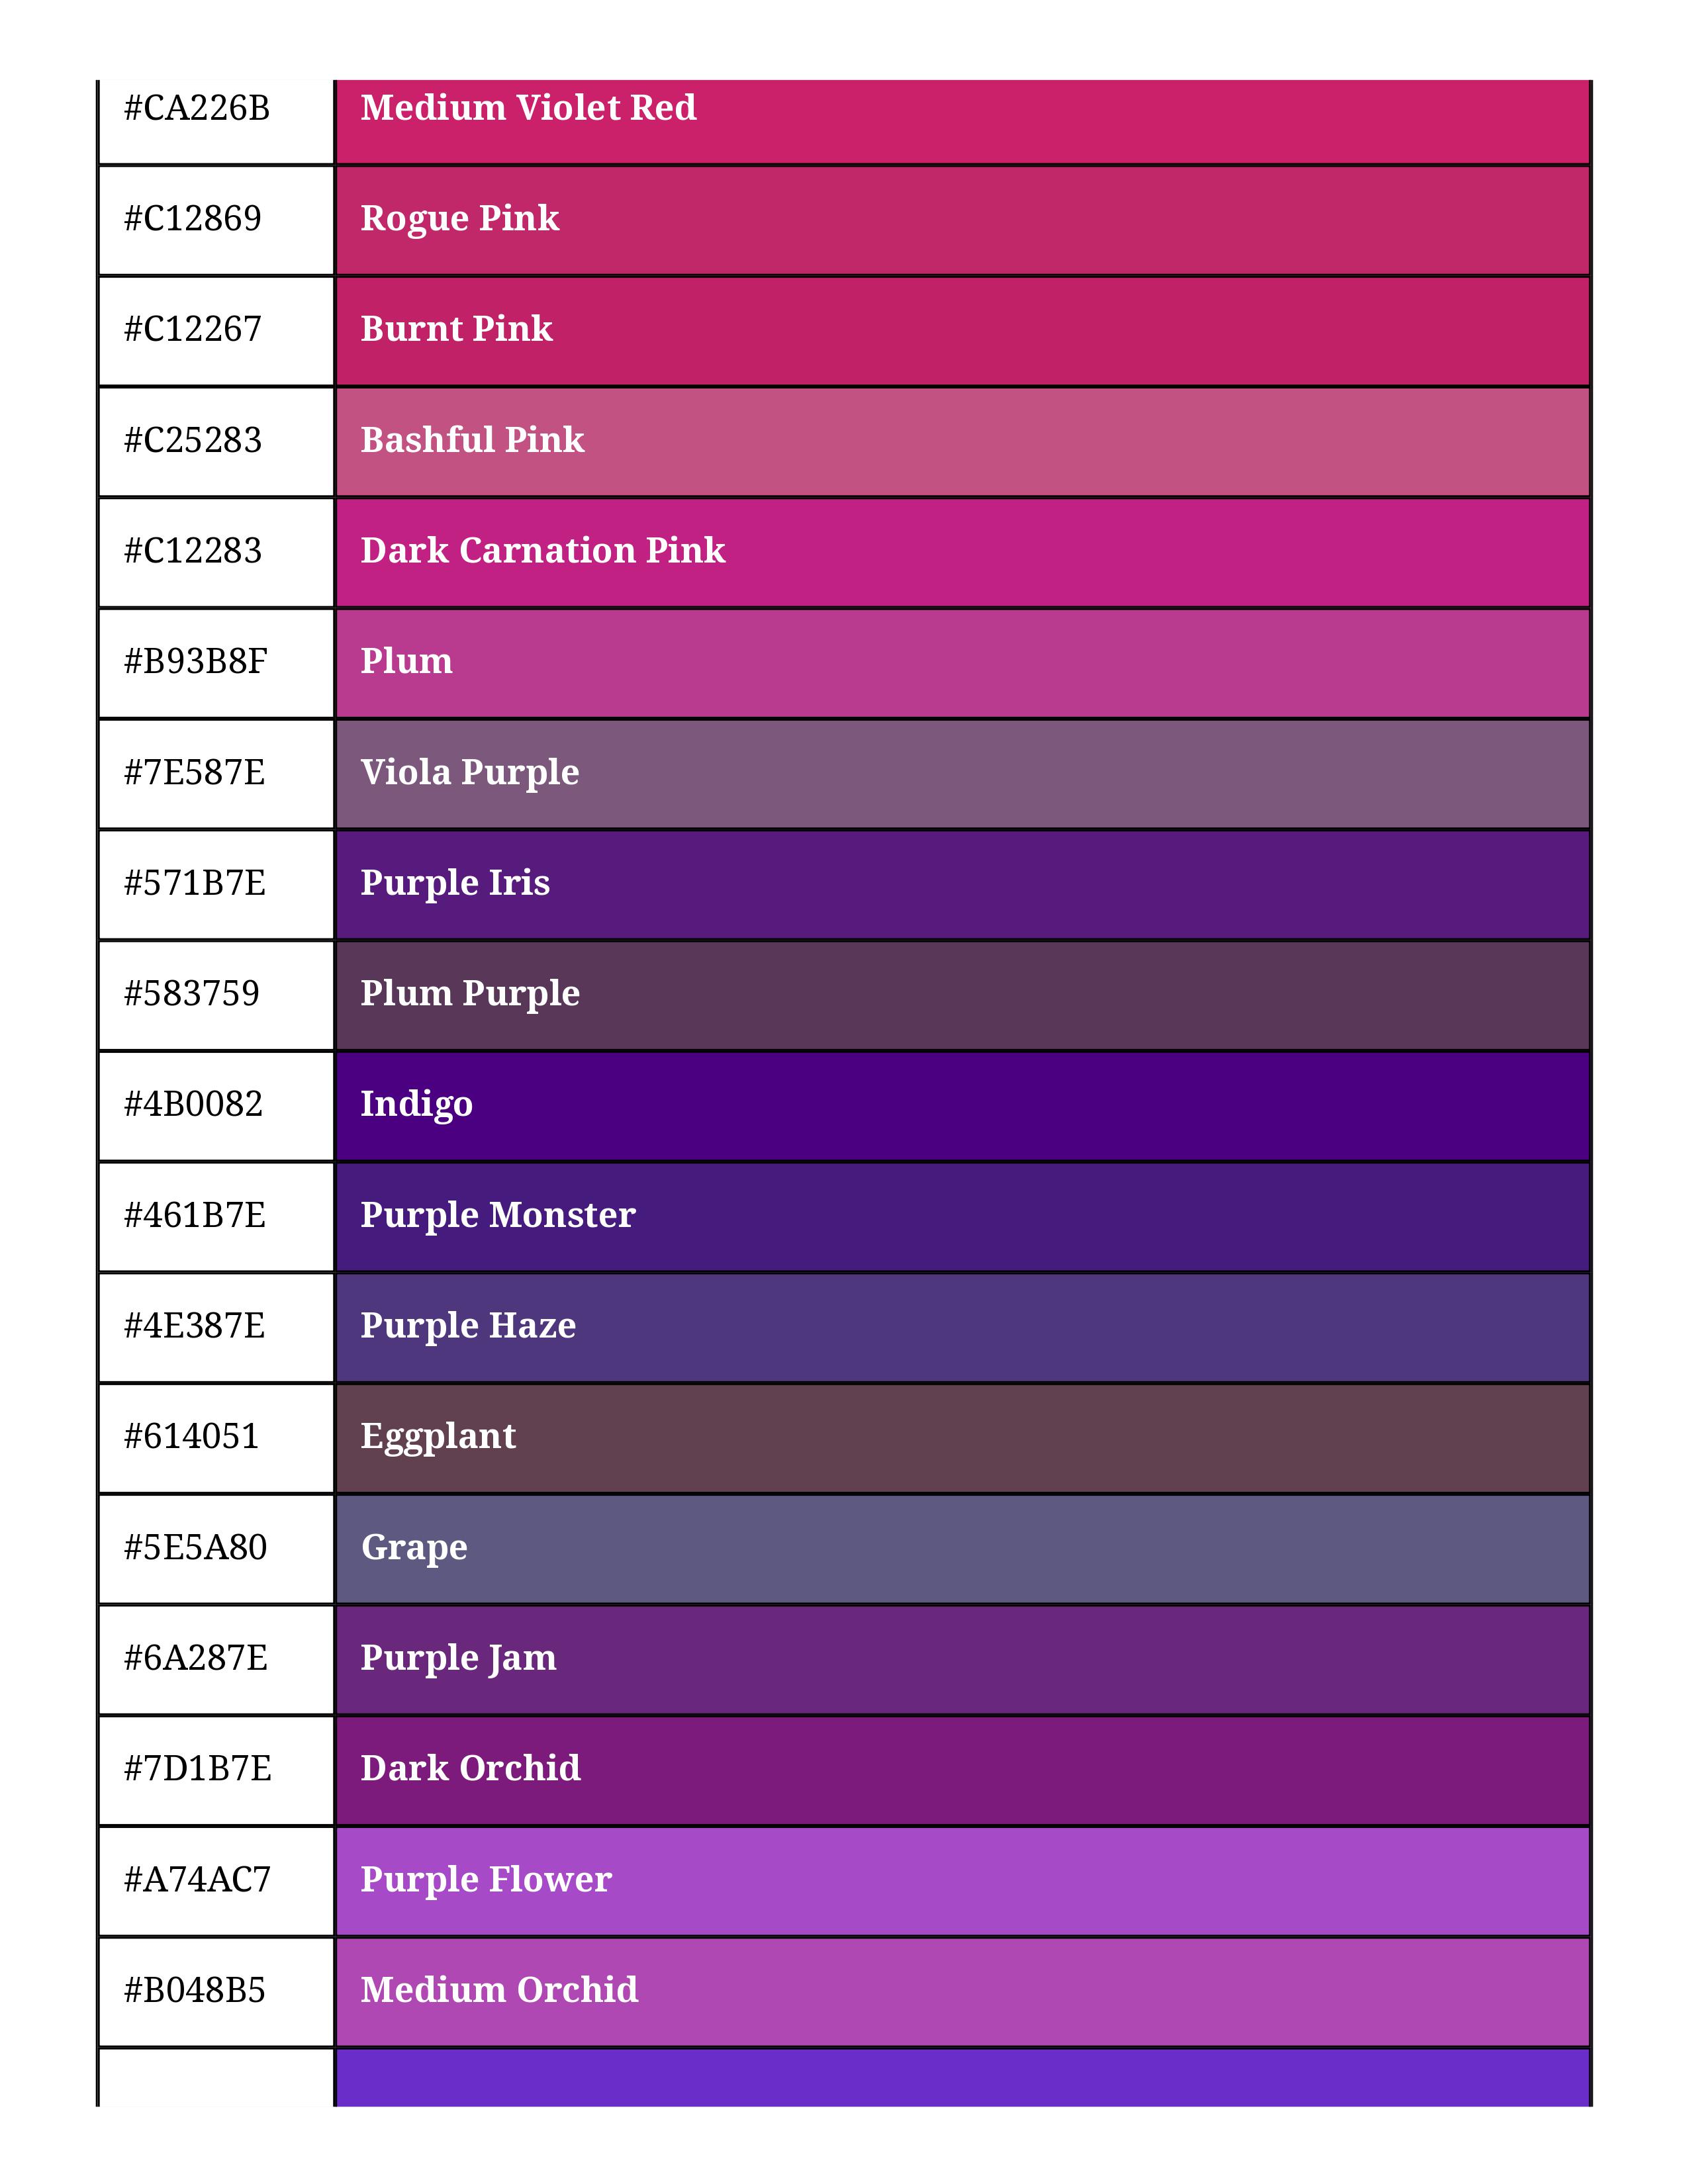 #CA226B Medium Violet Red
#C12869 Rogue Pink
#C12267 Burnt Pink
#C25283 Bashful Pink
#C12283 Dark Carnation Pink
#B93B8F Plum
#7E587E Viola Purple
#571B7E Purple Iris
#583759 Plum Purple
#4B0082 Indigo
#461B7E Purple Monster
#4E387E Purple Haze
#614051 Eggplant
#5E5A80 Grape
#6A287E Purple Jam
#7D1B7E Dark Orchid
#A74AC7 Purple Flower
#B048B5 Medium Orchid